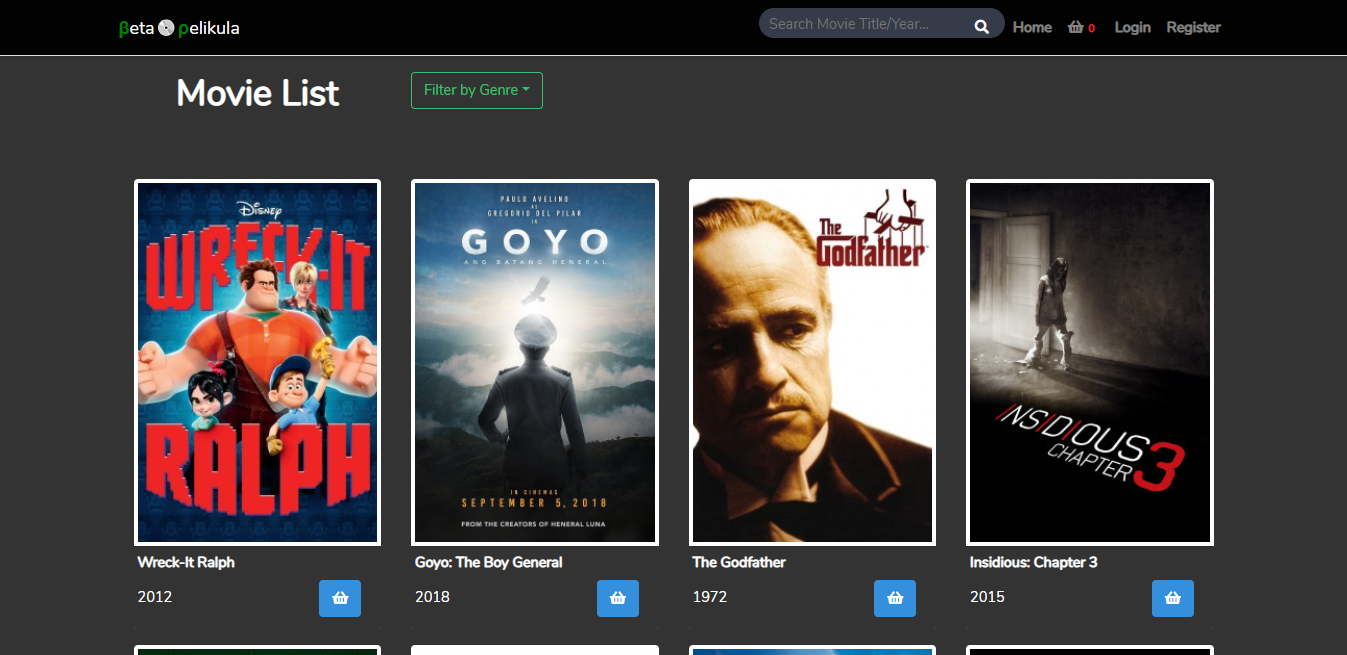 βeta pelikula
Search Movie Title/Year...
Home
0
Login
Register
Movie List
Filter by Genre
DISNEY
WRECK-IT
RALPH
PAULO AVELINO
AS
GREGORIO DEL PILAR
IN
GOYO
ANG BATANG HENERAL
IN CINEMAS
SEPTEMBER 5, 2018
FROM THE CREATORS OF HENERAL LUNA
The
Godfather
INSIDIOUS
CHAPTER 3
Wreck-It Ralph
2012
Goyo: The Boy General
2018
The Godfather
1972
Insidious: Chapter 3
2015